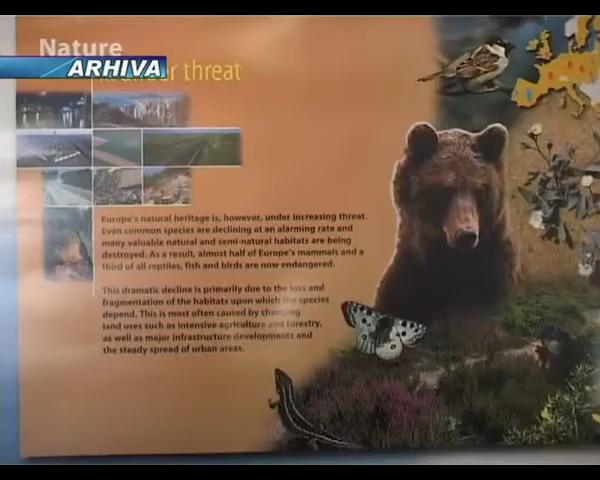 Nature
ARHIVA
under threat
Europe's natural heritage is, however, under increasing threat.
Even common species are declining at an alarming rate and
many valuable natural and semi-natural habitats are being
destroyed. As a result, almost half of Europe's mammals and a
third of all reptiles, fish and birds are now endangered.
This dramatic decline is primarily due to the loss and
fragmentation of the habitats upon which the species
depend. This is most often caused by changing
land uses such as intensive agriculture and forestry,
as well as major infrastructure developments and
the steady spread of urban areas.